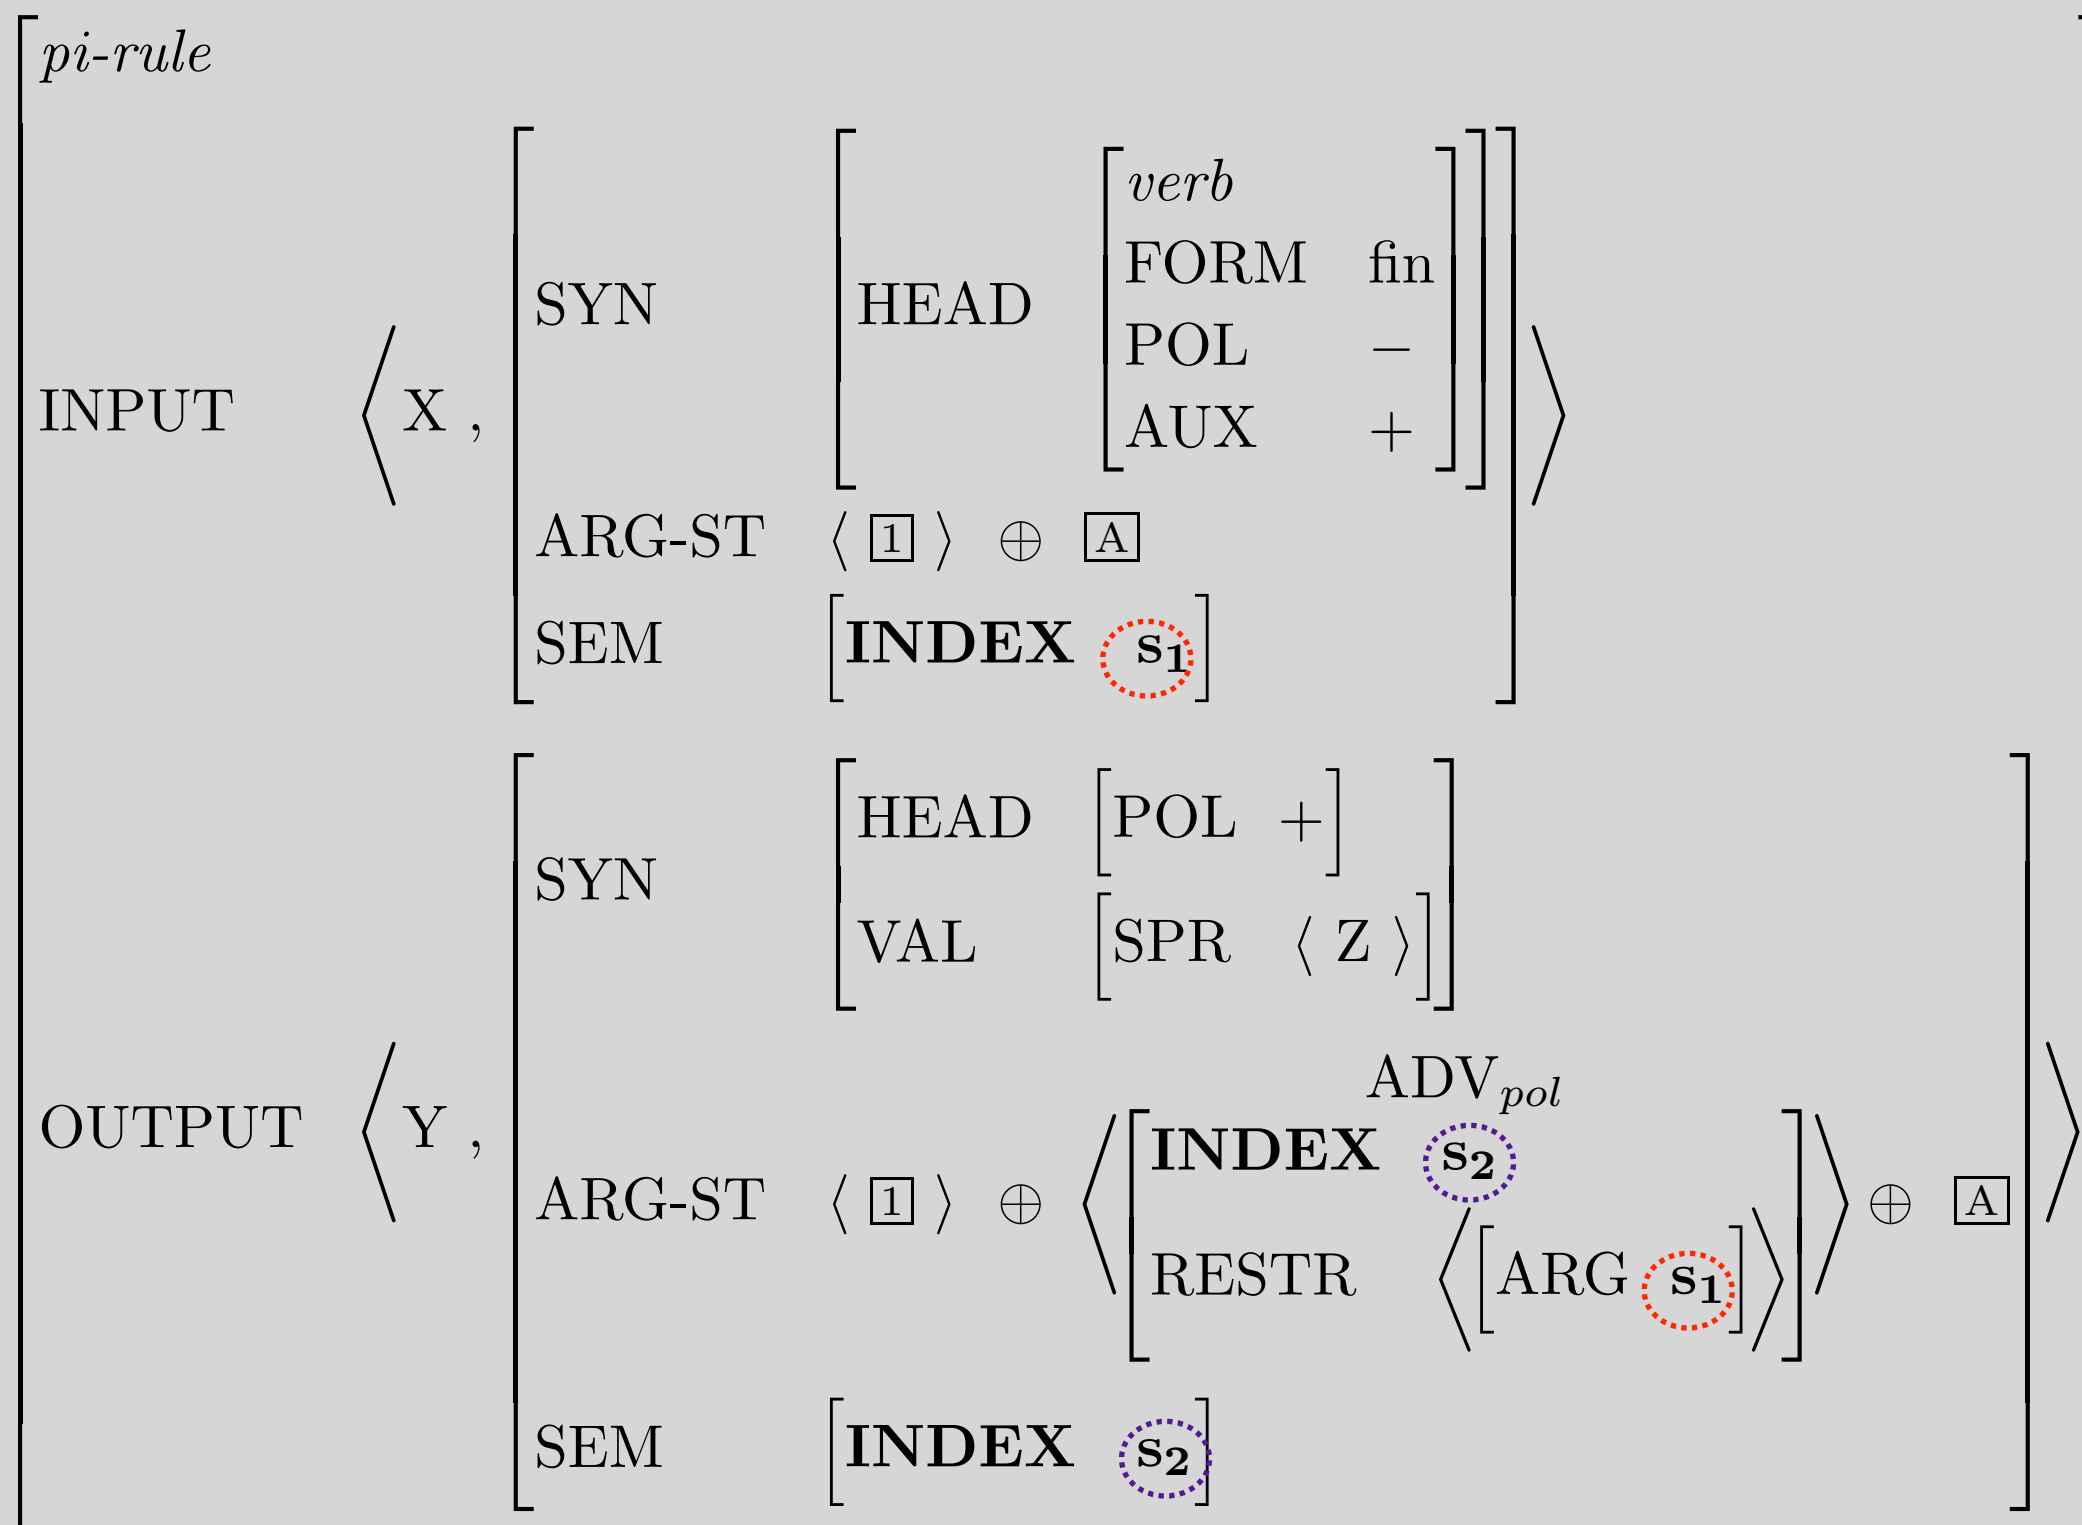 pi-rule
verb
FORM fin
SYN HEAD
POL −
INPUT ⟨ X ,
AUX + ⟩
ARG-ST ⟨ 1 ⟩ ⊕ A
SEM [INDEX s₁]
HEAD [POL +]
SYN
VAL [SPR ⟨ Z ⟩]
ADV_pol
OUTPUT ⟨ Y ,
INDEX s₂
ARG-ST ⟨ 1 ⟩ ⊕ ⟨ ⟩ ⊕ A ⟩
RESTR ⟨[ARG s₁]⟩
SEM [INDEX s₂]